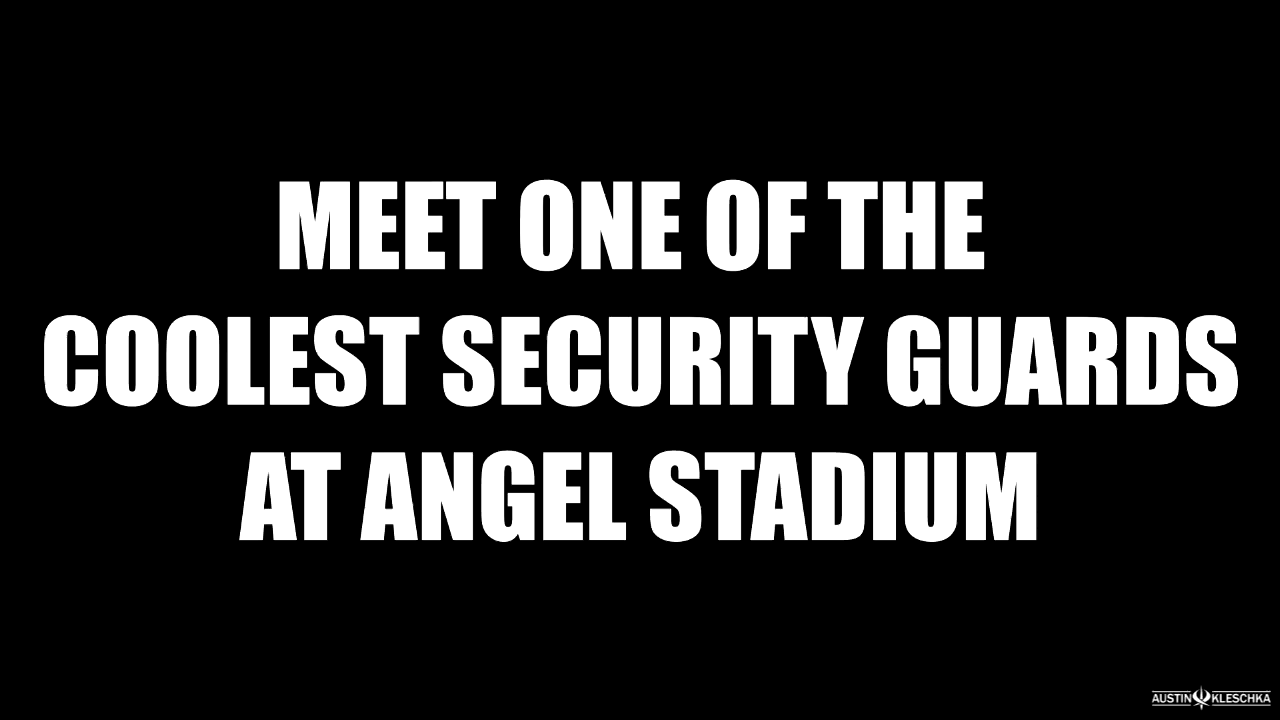 MEET ONE OF THE
COOLEST SECURITY GUARDS
AT ANGEL STADIUM
AUSTIN KLESCHKA